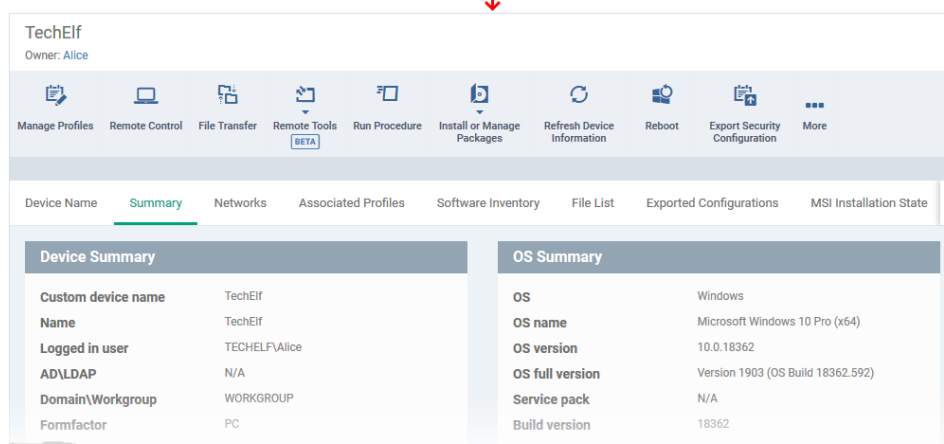 TechElf
Owner: Alice
Manage Profiles
Remote Control
File Transfer
Remote Tools
BETA
Run Procedure
Install or Manage
Packages
Refresh Device
Information
Reboot
Export Security
Configuration
More
Device Name Summary Networks Associated Profiles Software Inventory File List Exported Configurations MSI Installation State
Device Summary
Custom device name TechElf
Name TechElf
Logged in user TECHELF\Alice
AD\LDAP N/A
Domain\Workgroup WORKGROUP
Formfactor PC
OS Summary
OS Windows
OS name Microsoft Windows 10 Pro (x64)
OS version 10.0.18362
OS full version Version 1903 (OS Build 18362.592)
Service pack N/A
Build version 18362